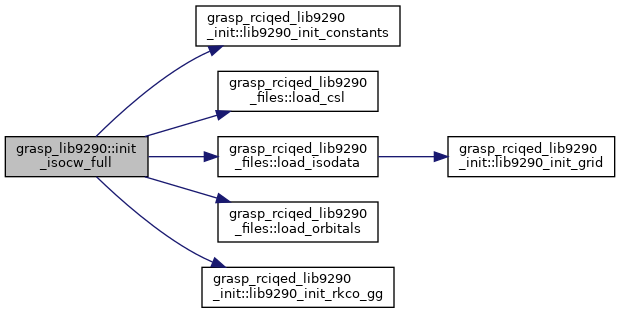 grasp_rciqed_lib9290
_init::lib9290_init_constants
grasp_rciqed_lib9290
_files::load_csl
grasp_lib9290::init
_isocw_full
grasp_rciqed_lib9290
_files::load_isodata
grasp_rciqed_lib9290
_init::lib9290_init_grid
grasp_rciqed_lib9290
_files::load_orbitals
grasp_rciqed_lib9290
_init::lib9290_init_rkco_gg